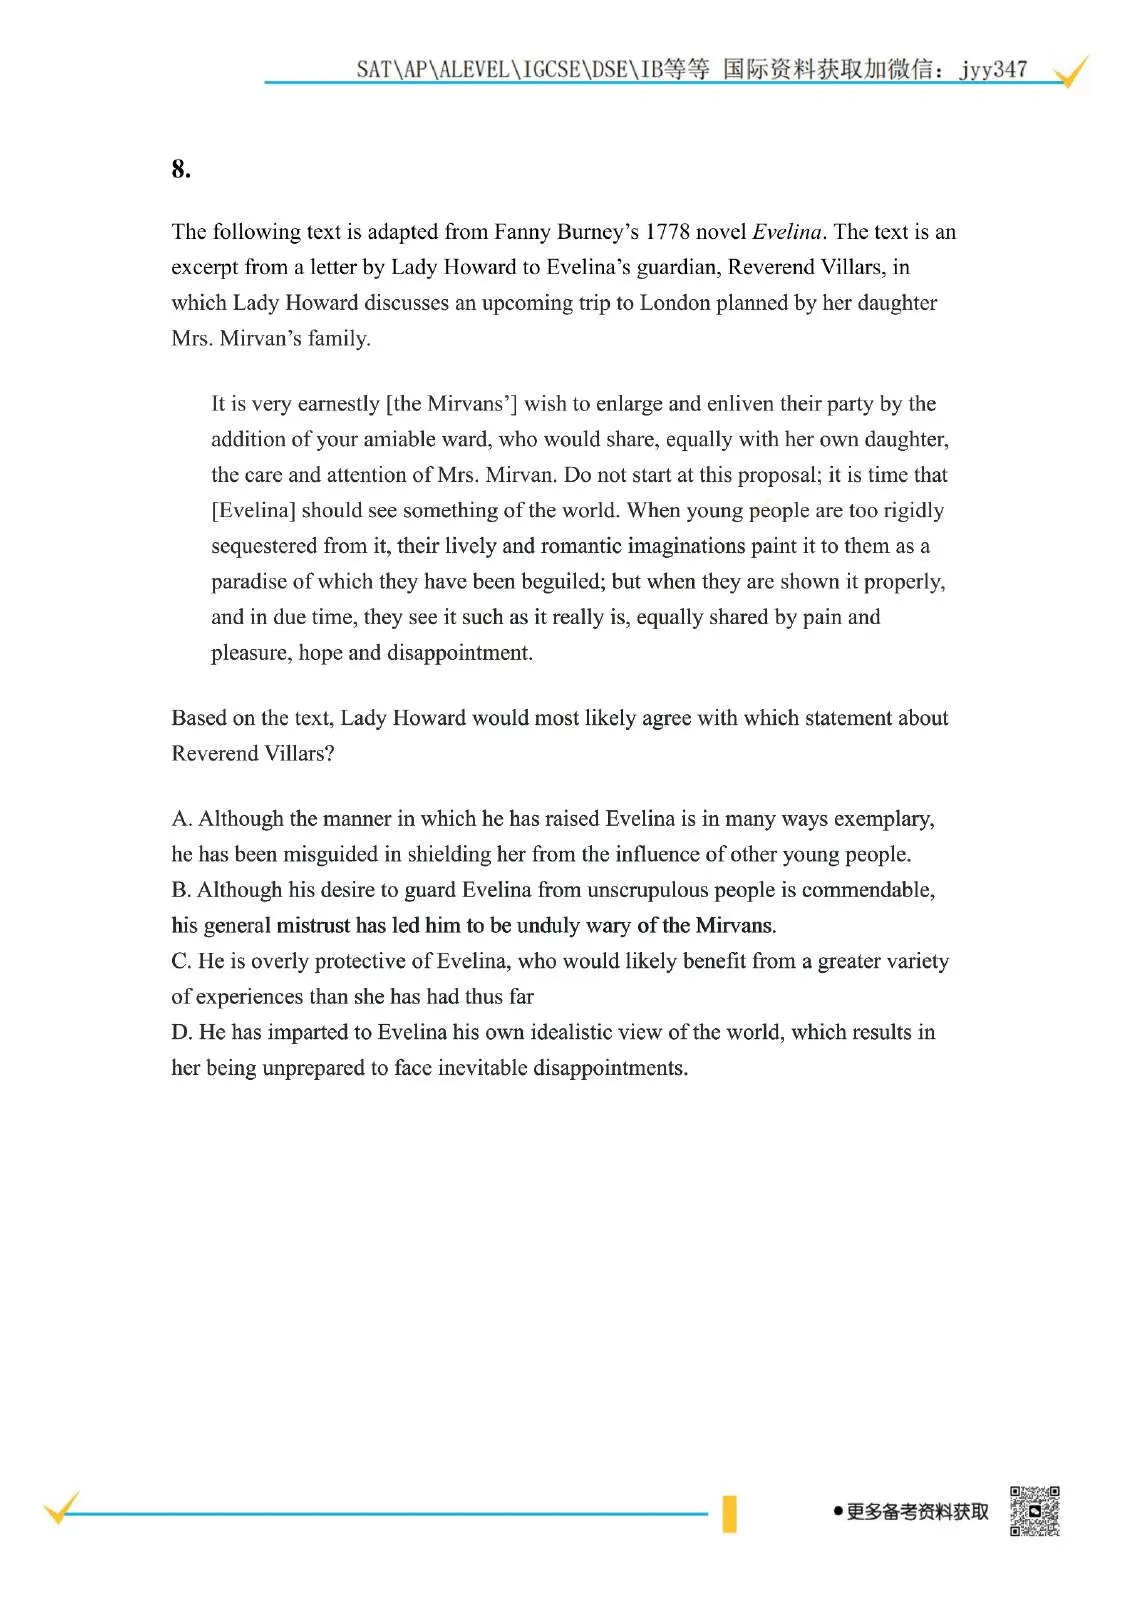 SAT\AP\ALEVEL\IGCSE\DSE\IB等等 国际资料获取加微信：jyy347
8.
The following text is adapted from Fanny Burney’s 1778 novel Evelina. The text is an
excerpt from a letter by Lady Howard to Evelina’s guardian, Reverend Villars, in
which Lady Howard discusses an upcoming trip to London planned by her daughter
Mrs. Mirvan’s family.
It is very earnestly [the Mirvans’] wish to enlarge and enliven their party by the
addition of your amiable ward, who would share, equally with her own daughter,
the care and attention of Mrs. Mirvan. Do not start at this proposal; it is time that
[Evelina] should see something of the world. When young people are too rigidly
sequestered from it, their lively and romantic imaginations paint it to them as a
paradise of which they have been beguiled; but when they are shown it properly,
and in due time, they see it such as it really is, equally shared by pain and
pleasure, hope and disappointment.
Based on the text, Lady Howard would most likely agree with which statement about
Reverend Villars?
A. Although the manner in which he has raised Evelina is in many ways exemplary,
he has been misguided in shielding her from the influence of other young people.
B. Although his desire to guard Evelina from unscrupulous people is commendable,
his general mistrust has led him to be unduly wary of the Mirvans.
C. He is overly protective of Evelina, who would likely benefit from a greater variety
of experiences than she has had thus far
D. He has imparted to Evelina his own idealistic view of the world, which results in
her being unprepared to face inevitable disappointments.
●更多备考资料获取